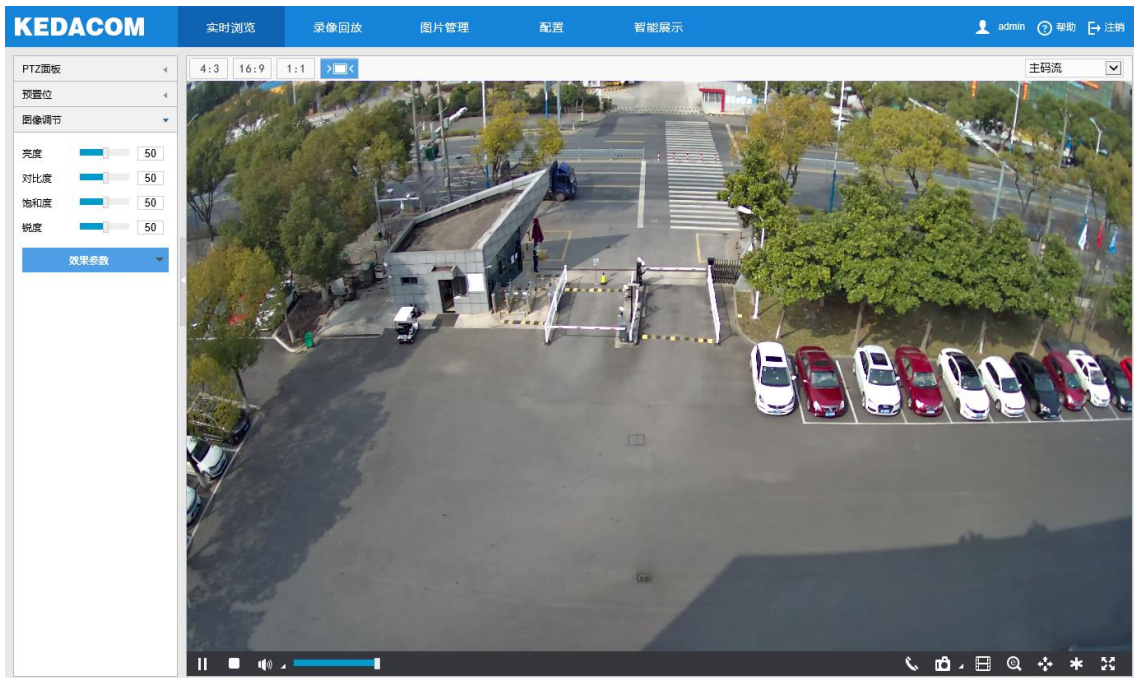 KEDACOM 实时浏览 录像回放 图片管理 配置 智能展示 admin 帮助 注销
PTZ面板
4:3 16:9 1:1 主码流
预置位
图像调节
亮度 50
对比度 50
饱和度 50
锐度 50
效果参数